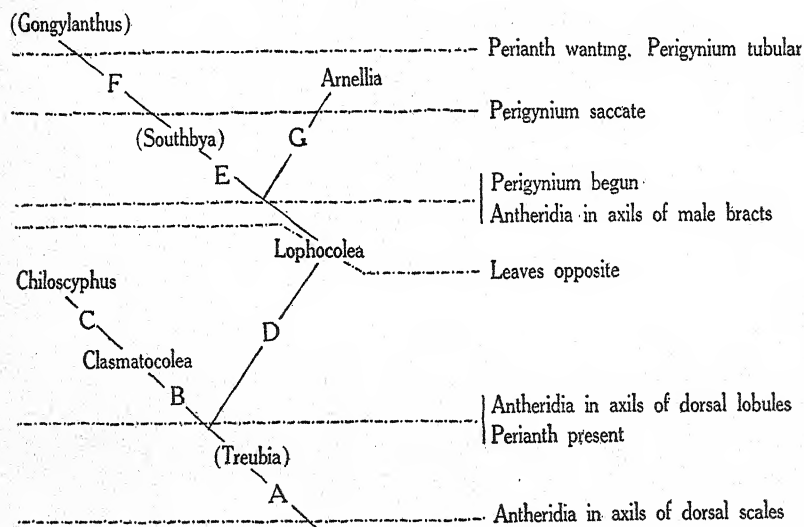 (Gongylanthus)
Perianth wanting. Perigynium tubular
F
Arnellia
Perigynium saccate
(Southbya)
G
E
Perigynium begun
Antheridia in axils of male bracts
Lophocolea
Leaves opposite
Chiloscyphus
C
D
Clasmatocolea
B
Antheridia in axils of dorsal lobules
Perianth present
(Treubia)
A
Antheridia in axils of dorsal scales